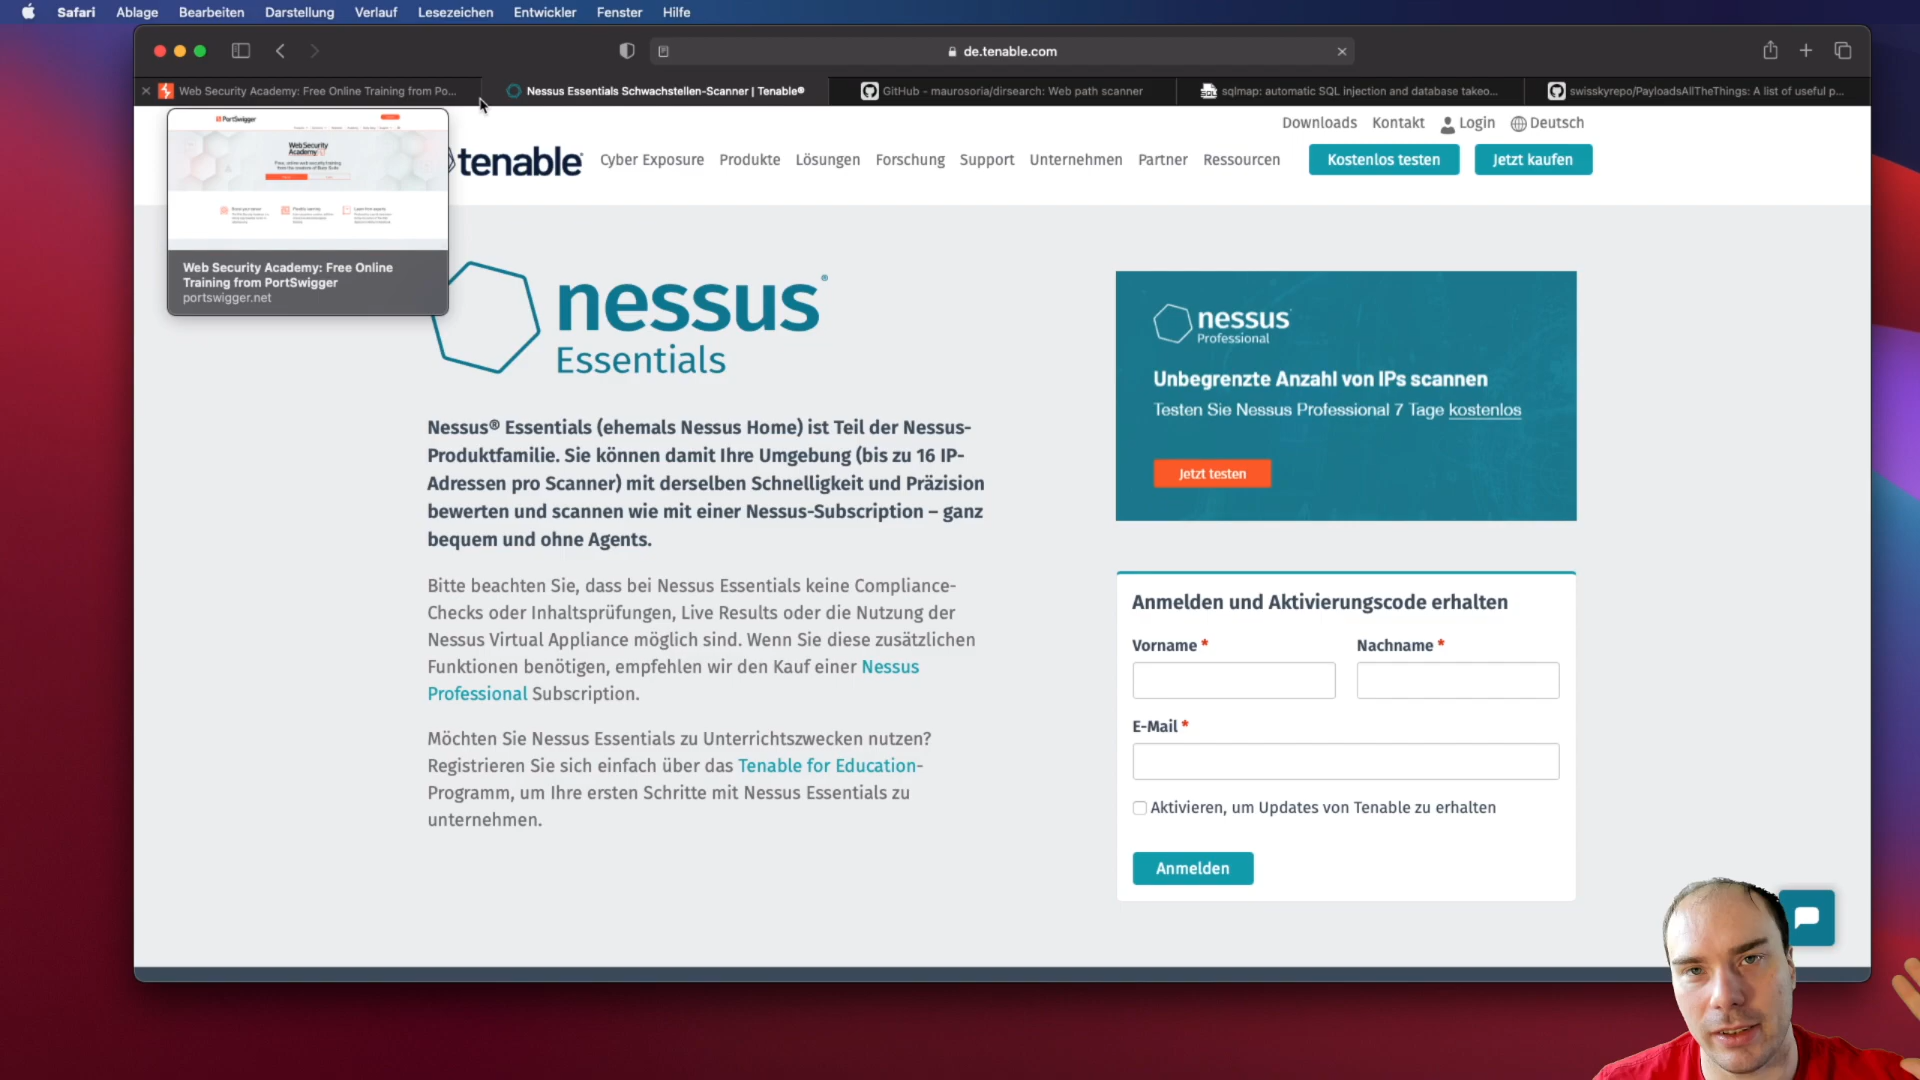 Safari Ablage Bearbeiten Darstellung Verlauf Lesezeichen Entwickler Fenster Hilfe
de.tenable.com
Web Security Academy: Free Online Training from Po...
Nessus Essentials Schwachstellen-Scanner | Tenable®
GitHub - maurosoria/dirsearch: Web path scanner
SQL
sqlmap: automatic SQL injection and database takeo...
swisskyrepo/PayloadsAllTheThings: A list of useful p...
PortSwigger
Web Security
Academy
Web Security Academy: Free Online
Training from PortSwigger
portswigger.net
Downloads Kontakt Login Deutsch
tenable
Cyber Exposure Produkte Lösungen Forschung Support Unternehmen Partner Ressourcen
Kostenlos testen
Jetzt kaufen
nessus®
Essentials
Nessus® Essentials (ehemals Nessus Home) ist Teil der Nessus-
Produktfamilie. Sie können damit Ihre Umgebung (bis zu 16 IP-
Adressen pro Scanner) mit derselben Schnelligkeit und Präzision
bewerten und scannen wie mit einer Nessus-Subscription – ganz
bequem und ohne Agents.
Bitte beachten Sie, dass bei Nessus Essentials keine Compliance-
Checks oder Inhaltsprüfungen, Live Results oder die Nutzung der
Nessus Virtual Appliance möglich sind. Wenn Sie diese zusätzlichen
Funktionen benötigen, empfehlen wir den Kauf einer Nessus
Professional Subscription.
Möchten Sie Nessus Essentials zu Unterrichtszwecken nutzen?
Registrieren Sie sich einfach über das Tenable for Education-
Programm, um Ihre ersten Schritte mit Nessus Essentials zu
unternehmen.
nessus
Professional
Unbegrenzte Anzahl von IPs scannen
Testen Sie Nessus Professional 7 Tage kostenlos
Jetzt testen
Anmelden und Aktivierungscode erhalten
Vorname *
Nachname *
E-Mail *
Aktivieren, um Updates von Tenable zu erhalten
Anmelden